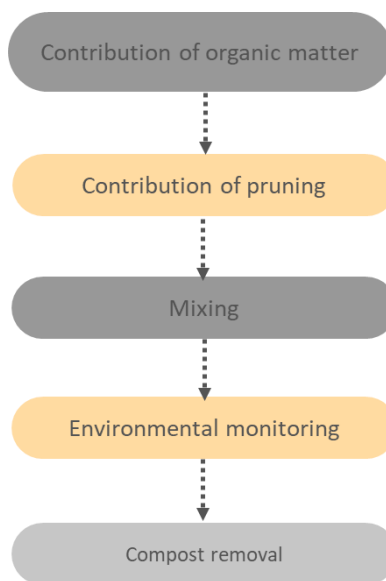 Contribution of organic matter
Contribution of pruning
Mixing
Environmental monitoring
Compost removal